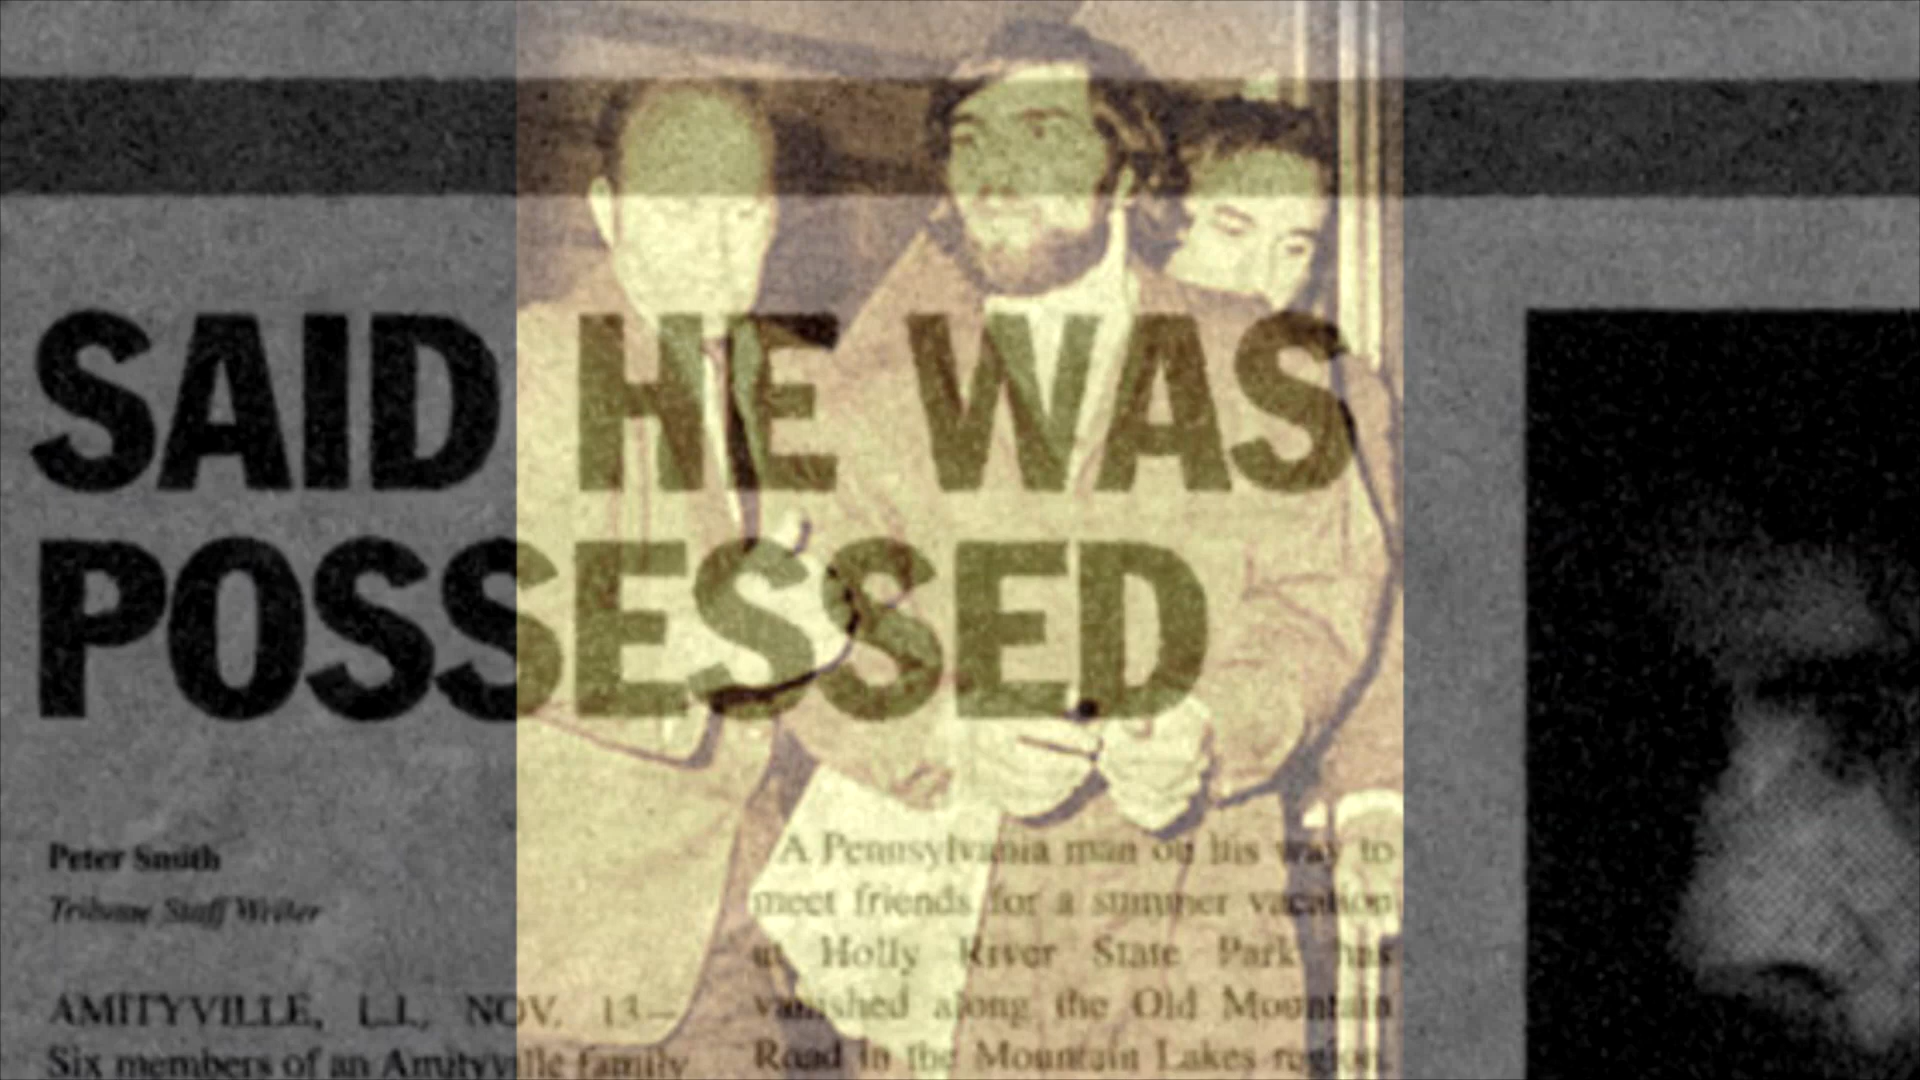 SAID HE WAS
POSSESSED
Peter Smith
Tribune Staff Writer
AMITYVILLE, L.I., NOV. 13—
Six members of an Amityville family
A Pennsylvania man on his way to
meet friends for a summer vacation
at Holly River State Park has
vanished along the Old Mountain
Road in the Mountain Lakes region.